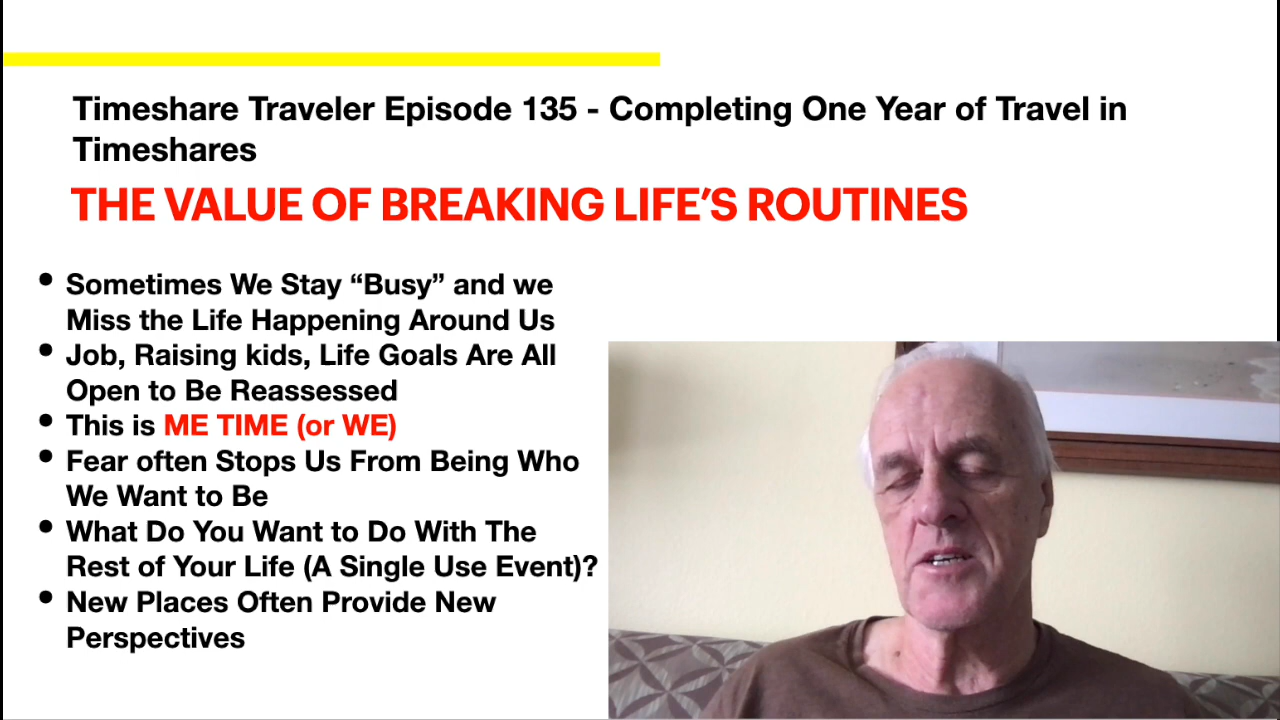 Timeshare Traveler Episode 135 - Completing One Year of Travel in
Timeshares
THE VALUE OF BREAKING LIFE’S ROUTINES
• Sometimes We Stay “Busy” and we
Miss the Life Happening Around Us
• Job, Raising kids, Life Goals Are All
Open to Be Reassessed
• This is ME TIME (or WE)
• Fear often Stops Us From Being Who
We Want to Be
• What Do You Want to Do With The
Rest of Your Life (A Single Use Event)?
• New Places Often Provide New
Perspectives